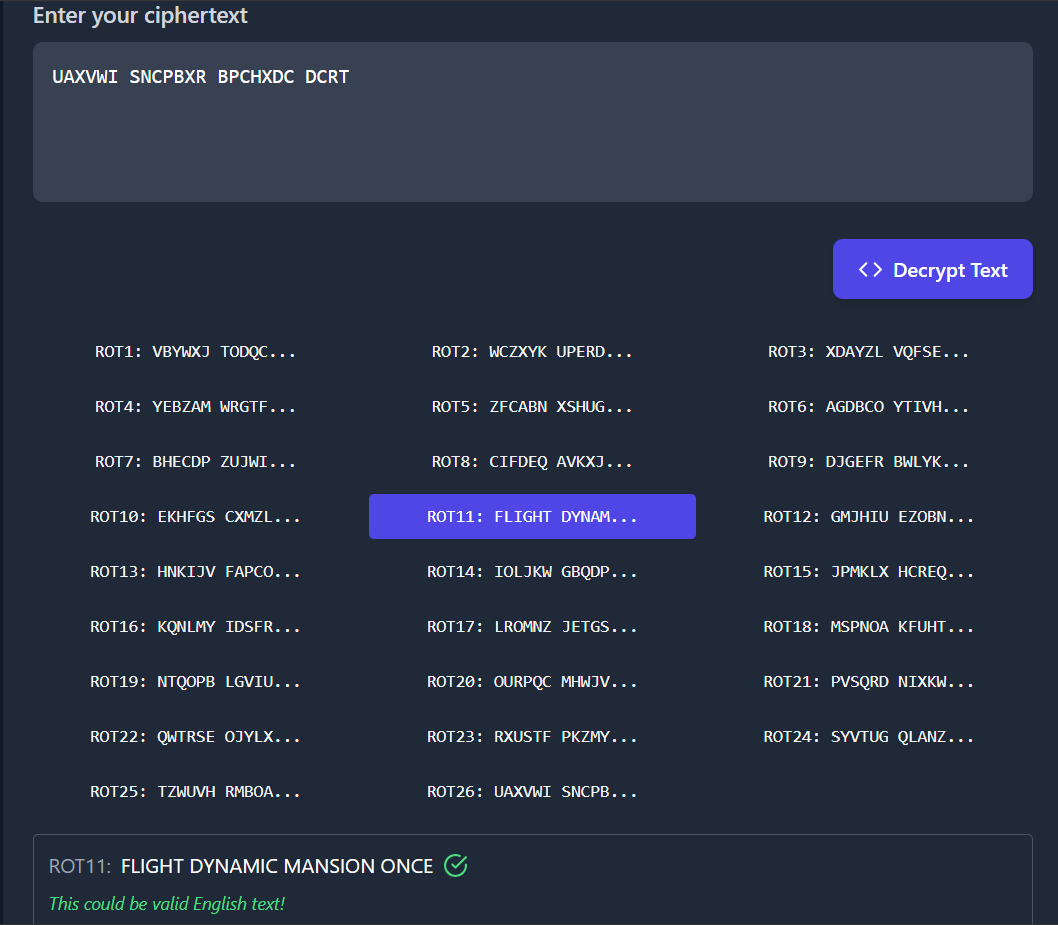 Enter your ciphertext
UAXVWI SNCPBXR BPCHXDC DCRT
<> Decrypt Text
ROT1: VBYWXJ TODQC... ROT2: WCZXYK UPERD... ROT3: XDAYZL VQFSE...
ROT4: YEBZAM WRGTF... ROT5: ZFCABN XSHUG... ROT6: AGDBCO YTIVH...
ROT7: BHECDP ZUJWI... ROT8: CIFDEQ AVKXJ... ROT9: DJGEFR BWLYK...
ROT10: EKHFGS CXMZL... ROT11: FLIGHT DYNAM... ROT12: GMJHIU EZOBN...
ROT13: HNKIJV FAPCO... ROT14: IOLJKW GBQDP... ROT15: JPMKLX HCREQ...
ROT16: KQNLMY IDSFR... ROT17: LROMNZ JETGS... ROT18: MSPNOA KFUHT...
ROT19: NTQOPB LGVIU... ROT20: OURPQC MHWJV... ROT21: PVSQRD NIXKW...
ROT22: QWTRSE OJYLX... ROT23: RXUSTF PKZMY... ROT24: SYVTUG QLANZ...
ROT25: TZWUVH RMBOA... ROT26: UAXVWI SNCPB...
ROT11: FLIGHT DYNAMIC MANSION ONCE
This could be valid English text!